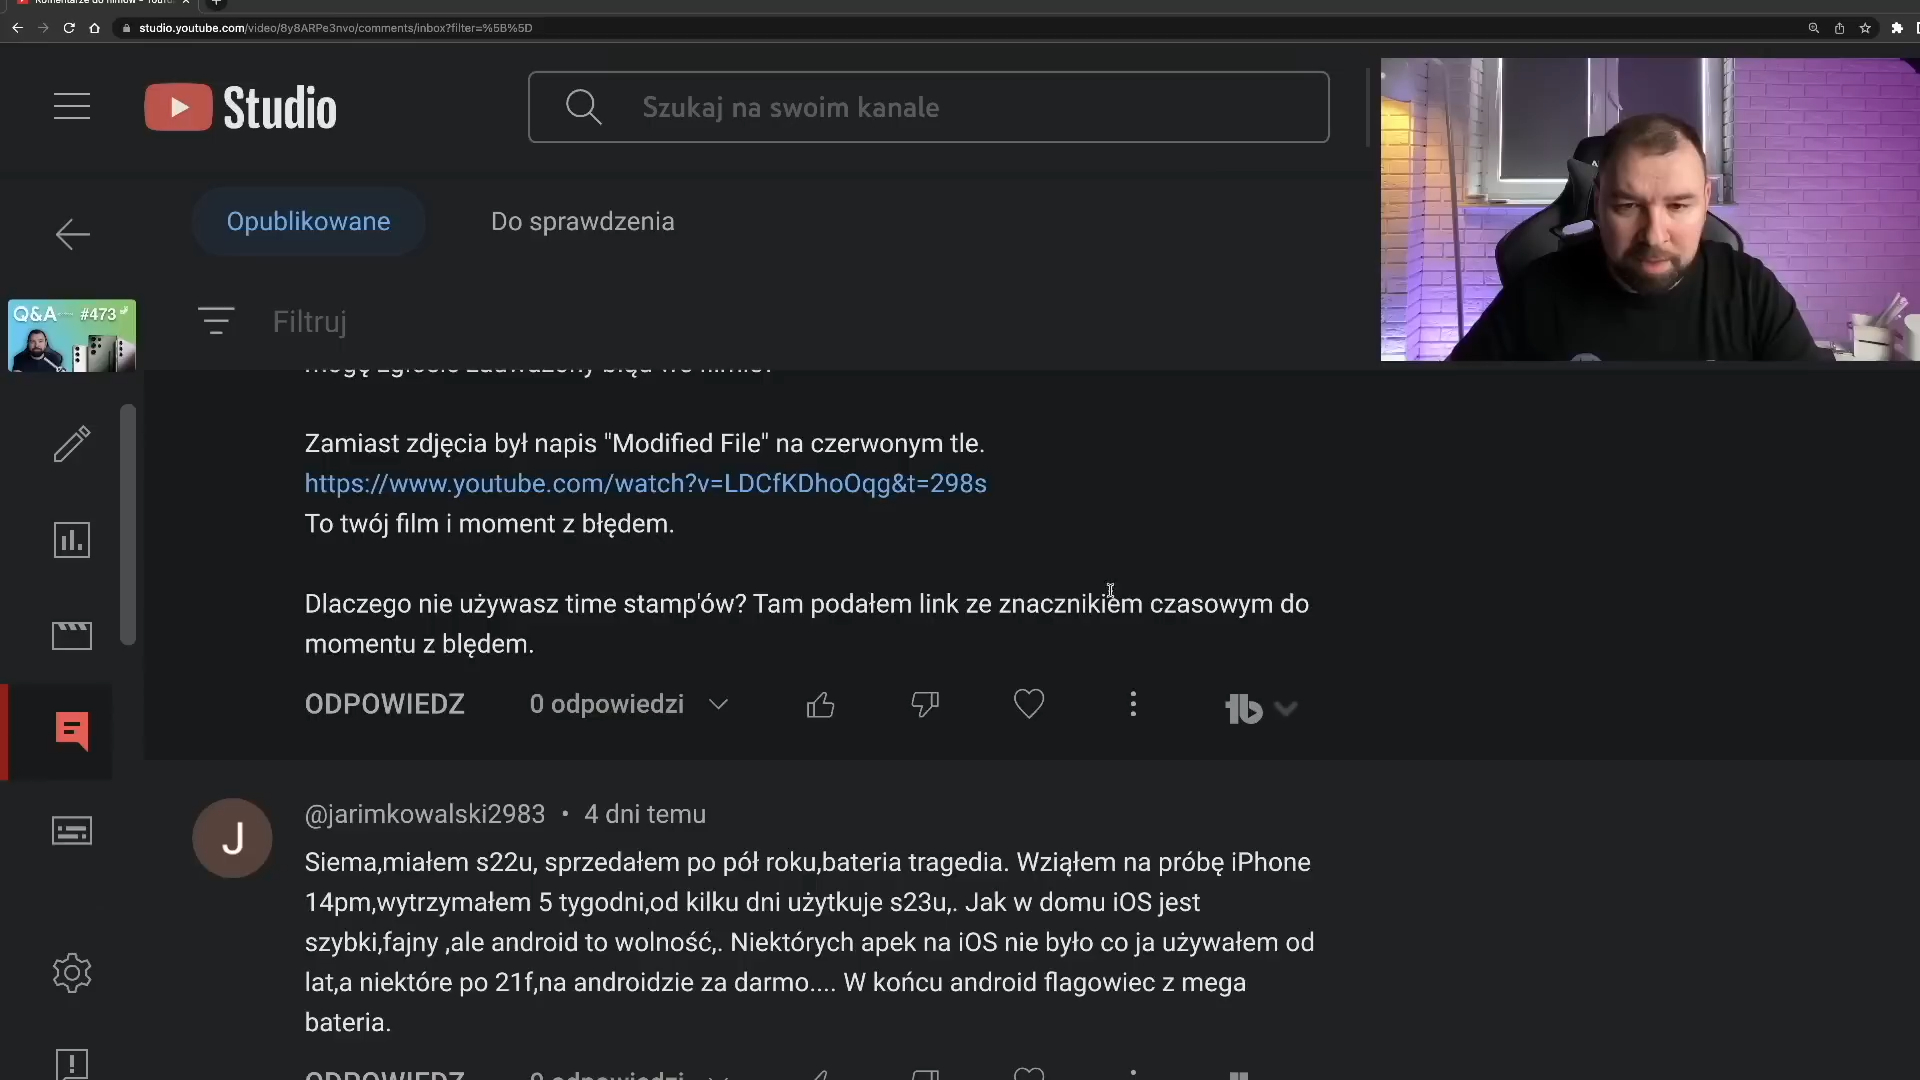 studio.youtube.com/video/8y8ARPe3nvo/comments/inbox?filter=%5B%5D
Studio
Szukaj na swoim kanale
Opublikowane
Do sprawdzenia
Q&A #473
Filtruj
Zamiast zdjęcia był napis "Modified File" na czerwonym tle.
https://www.youtube.com/watch?v=LDCfKDhoOqg&t=298s
To twój film i moment z błędem.
Dlaczego nie używasz time stamp'ów? Tam podałem link ze znacznikiem czasowym do
momentu z blędem.
ODPOWIEDZ
0 odpowiedzi
J
@jarimkowalski2983 • 4 dni temu
Siema,miałem s22u, sprzedałem po pół roku,bateria tragedia. Wziąłem na próbę iPhone
14pm,wytrzymałem 5 tygodni,od kilku dni użytkuje s23u,. Jak w domu iOS jest
szybki,fajny ,ale android to wolność,. Niektórych apek na iOS nie było co ja używałem od
lat,a niektóre po 21f,na androidzie za darmo.... W końcu android flagowiec z mega
bateria.
ODPOWIEDZ
0 odpowiedzi